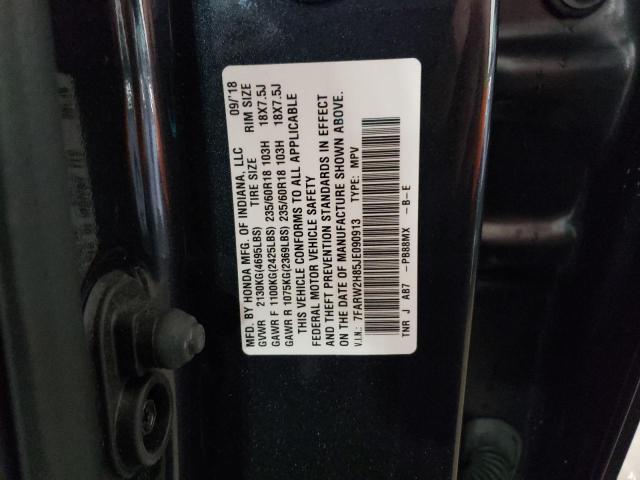 MFD. BY HONDA MFG. OF INDIANA, LLC 09/'18
GVWR 2130KG(4695LBS) TIRE SIZE RIM SIZE
GAWR F 1100KG(2425LBS) 235/60R18 103H 18X7.5J
GAWR R 1075KG(2369LBS) 235/60R18 103H 18X7.5J
THIS VEHICLE CONFORMS TO ALL APPLICABLE
FEDERAL MOTOR VEHICLE SAFETY
AND THEFT PREVENTION STANDARDS IN EFFECT
ON THE DATE OF MANUFACTURE SHOWN ABOVE.
V.I.N.: 7FARW2H85JE090913 TYPE: MPV
TNR J AB7 -PB88MX -B-E